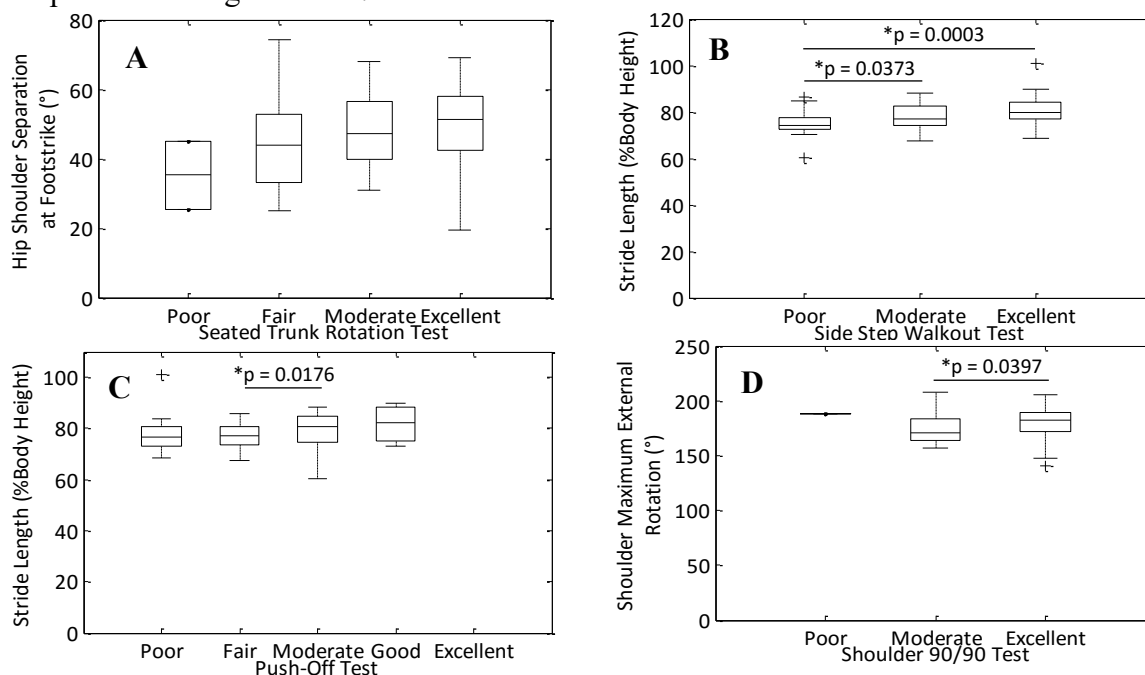 A
Hip Shoulder Separation
at Footstrike (°)
80
60
40
20
0
Poor Fair Moderate Excellent
Seated Trunk Rotation Test
B
*p = 0.0003
*p = 0.0373
Stride Length (%Body Height)
120
100
80
60
40
20
0
Poor Moderate Excellent
Side Step Walkout Test
C
*p = 0.0176
Stride Length (%Body Height)
100
80
60
40
20
0
Poor Fair Moderate Good Excellent
Push-Off Test
D
*p = 0.0397
Shoulder Maximum External
Rotation (°)
250
200
150
100
50
0
Poor Moderate Excellent
Shoulder 90/90 Test